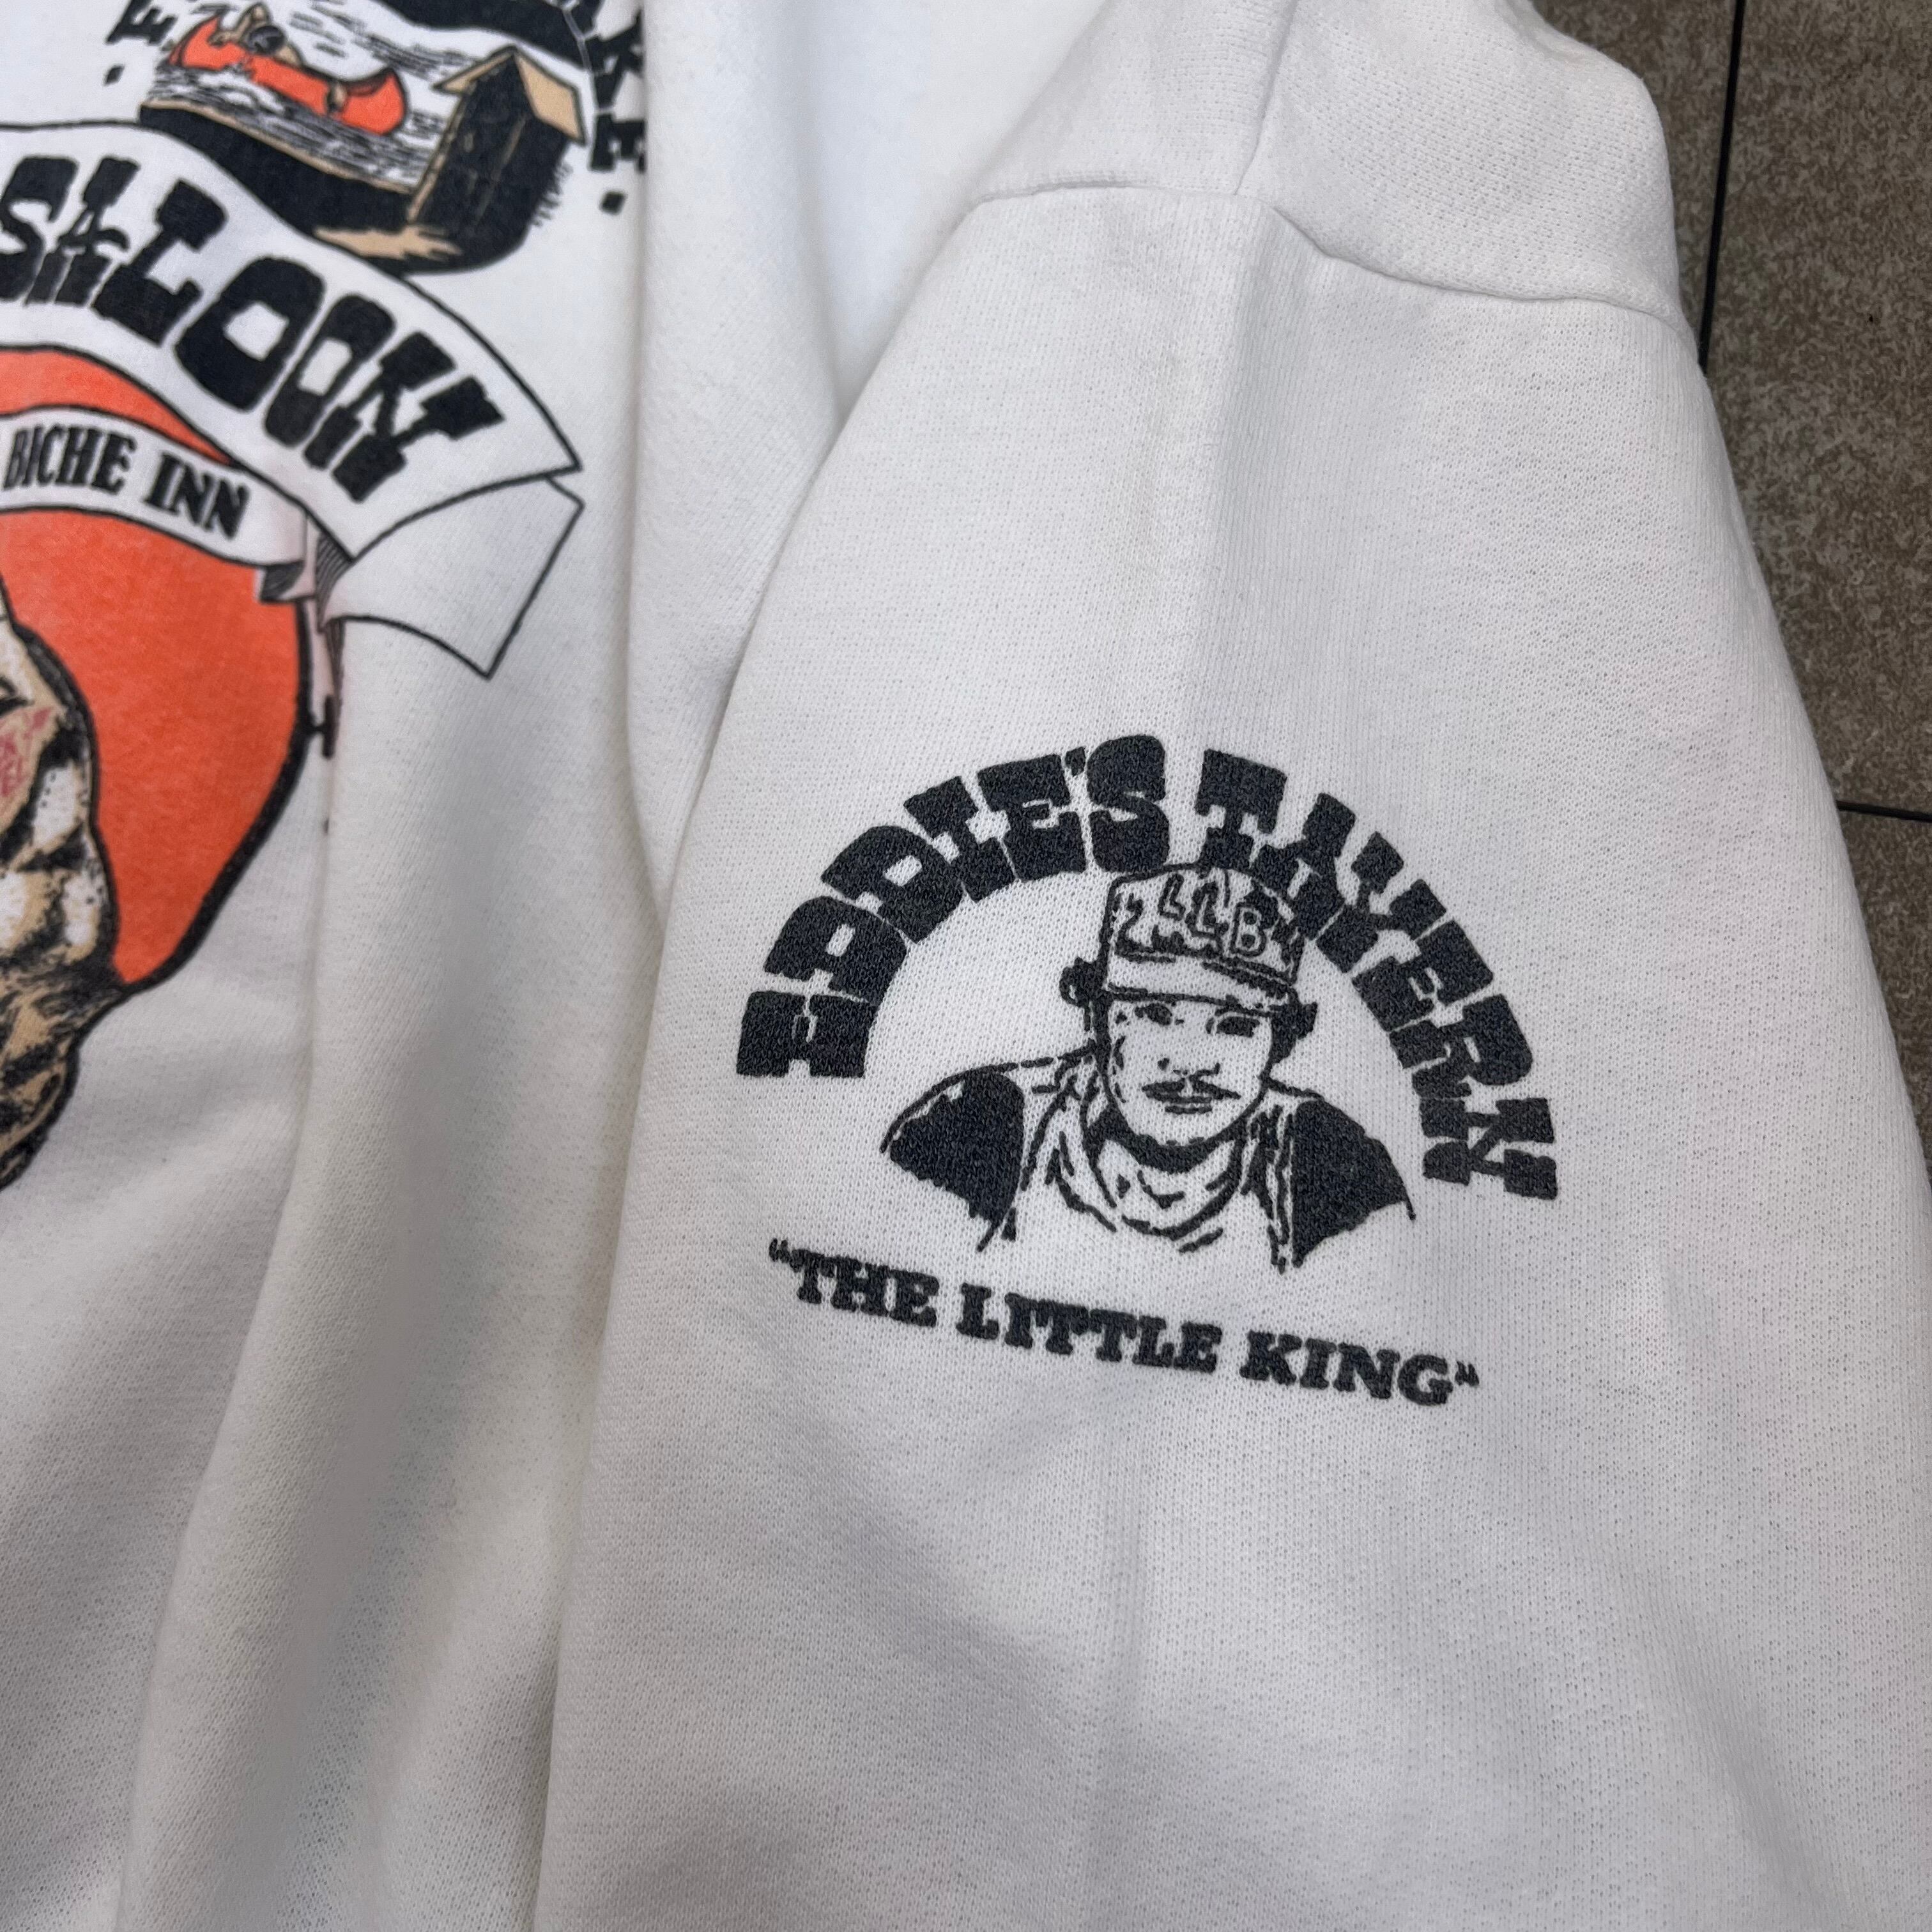 SALOON
BICHE INN
EDDIE'S TAVERN
LLB
"THE LITTLE KING"